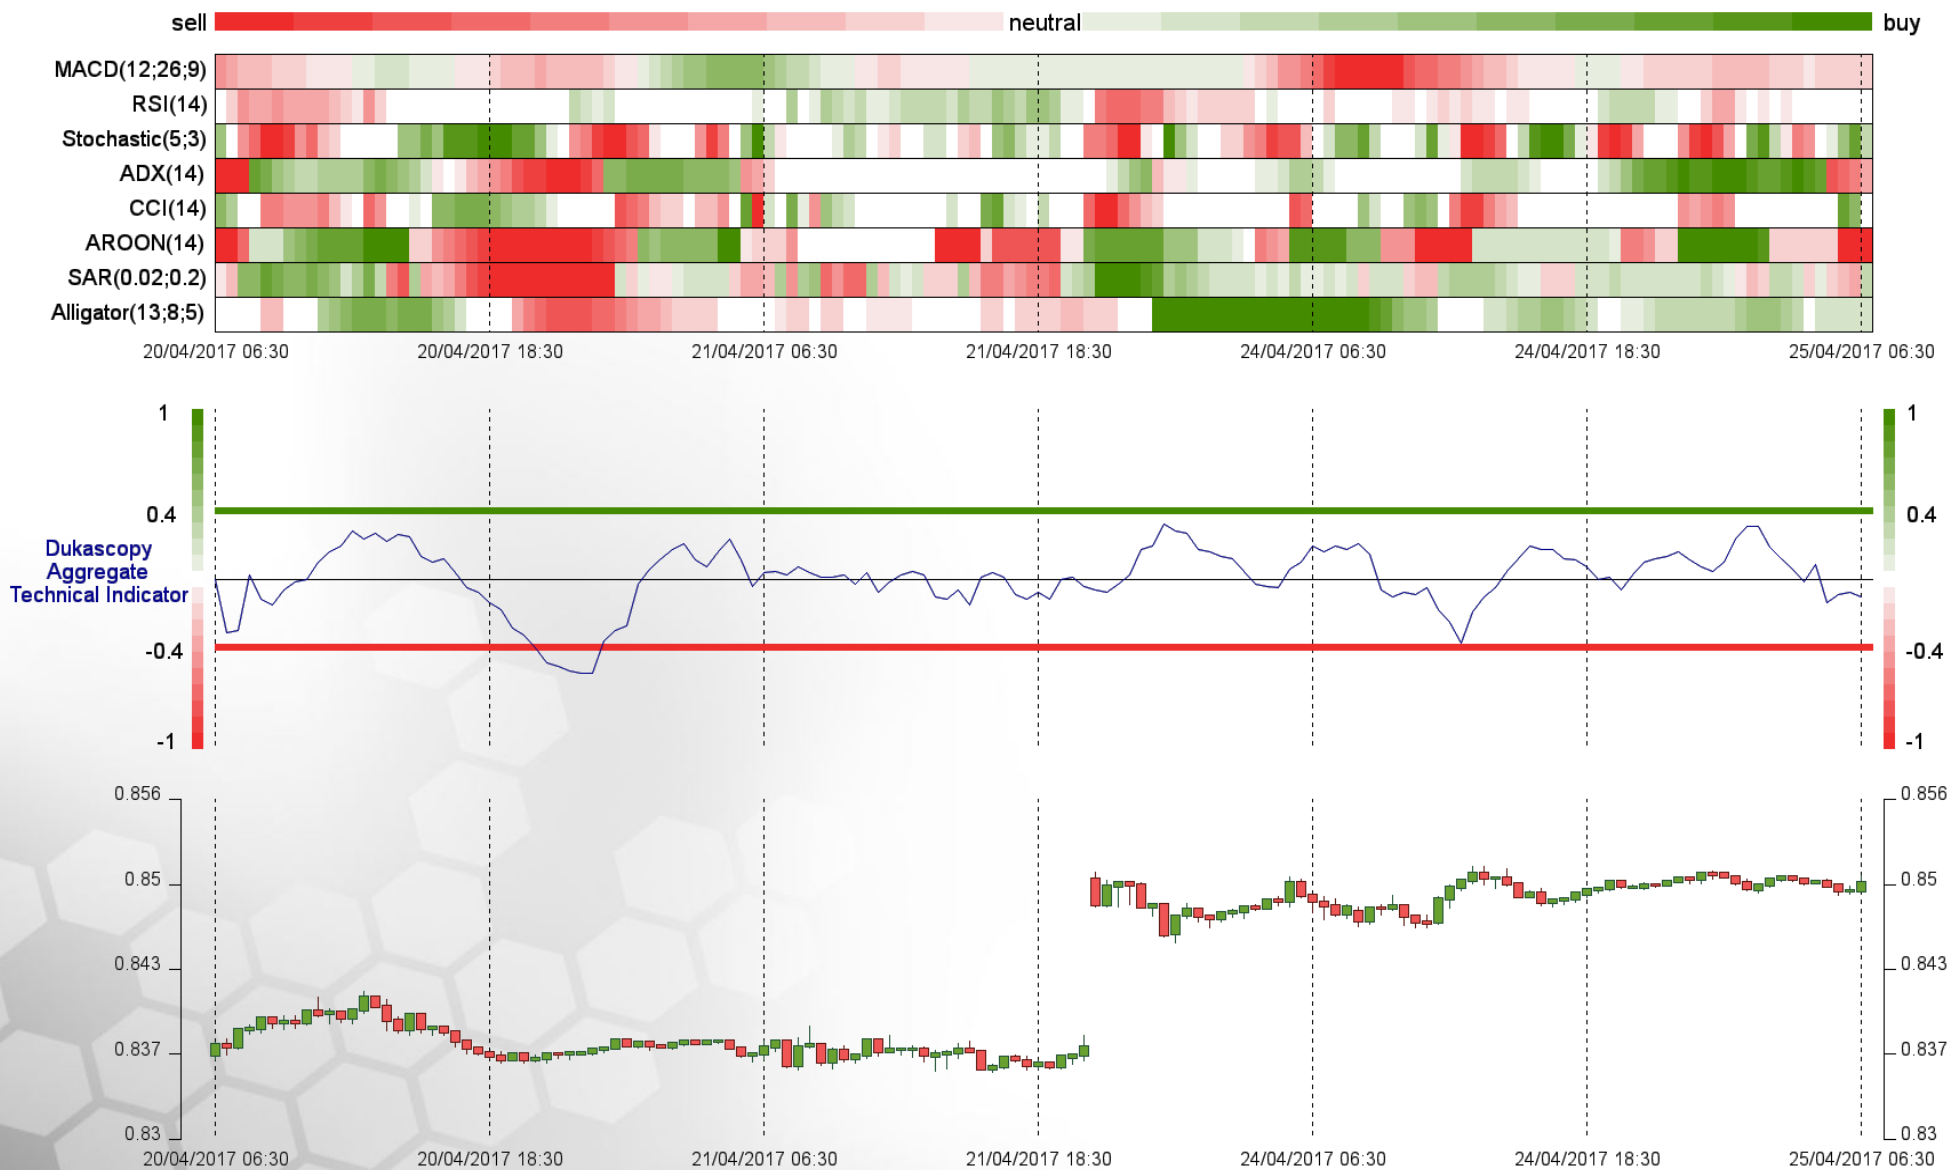 sell neutral buy
MACD(12;26;9)
RSI(14)
Stochastic(5;3)
ADX(14)
CCI(14)
AROON(14)
SAR(0.02;0.2)
Alligator(13;8;5)
20/04/2017 06:30 20/04/2017 18:30 21/04/2017 06:30 21/04/2017 18:30 24/04/2017 06:30 24/04/2017 18:30 25/04/2017 06:30
1 1
0.4 0.4
Dukascopy
Aggregate
Technical Indicator
-0.4 -0.4
-1 -1
0.856 0.856
0.85 0.85
0.843 0.843
0.837 0.837
0.83 0.83
20/04/2017 06:30 20/04/2017 18:30 21/04/2017 06:30 21/04/2017 18:30 24/04/2017 06:30 24/04/2017 18:30 25/04/2017 06:30